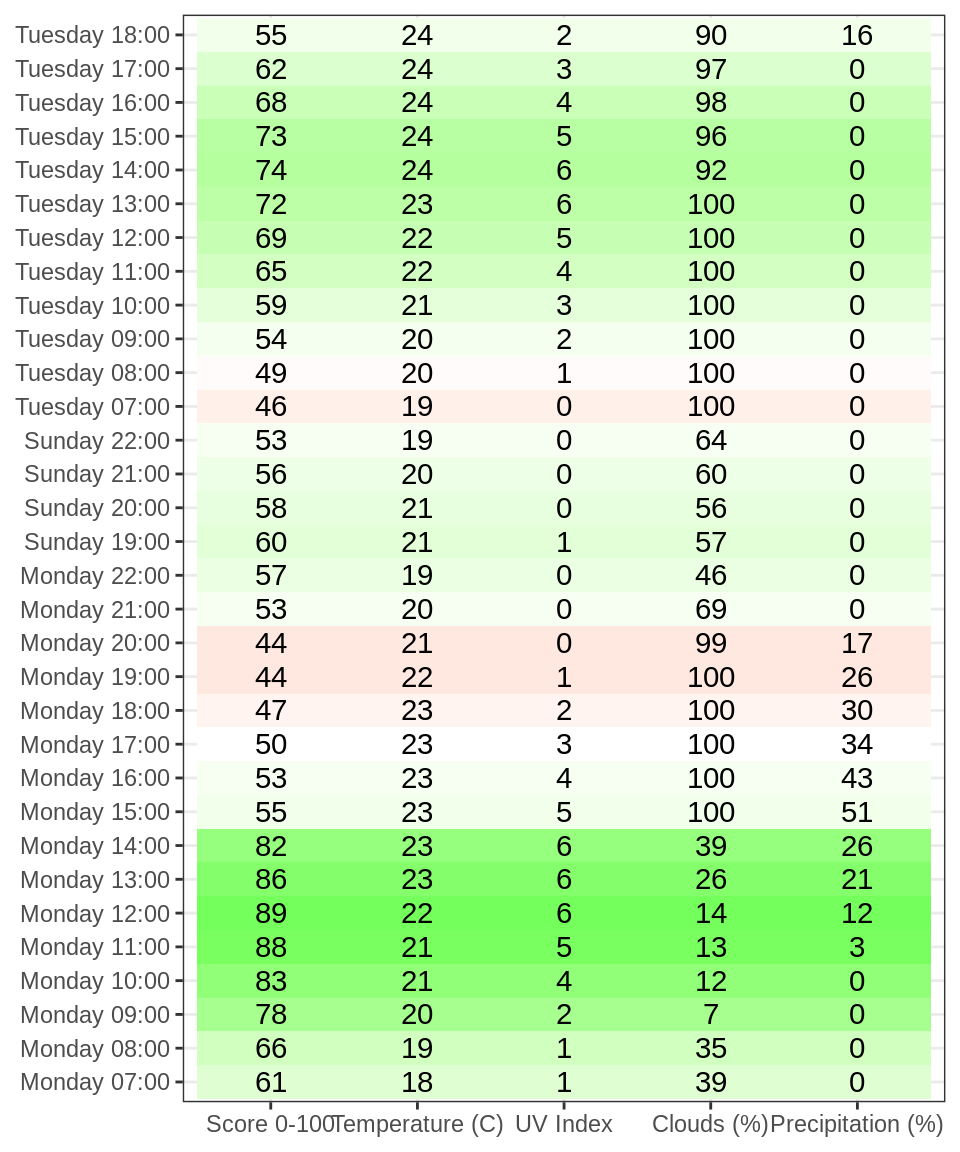 Tuesday 18:00 55 24 2 90 16
Tuesday 17:00 62 24 3 97 0
Tuesday 16:00 68 24 4 98 0
Tuesday 15:00 73 24 5 96 0
Tuesday 14:00 74 24 6 92 0
Tuesday 13:00 72 23 6 100 0
Tuesday 12:00 69 22 5 100 0
Tuesday 11:00 65 22 4 100 0
Tuesday 10:00 59 21 3 100 0
Tuesday 09:00 54 20 2 100 0
Tuesday 08:00 49 20 1 100 0
Tuesday 07:00 46 19 0 100 0
Sunday 22:00 53 19 0 64 0
Sunday 21:00 56 20 0 60 0
Sunday 20:00 58 21 0 56 0
Sunday 19:00 60 21 1 57 0
Monday 22:00 57 19 0 46 0
Monday 21:00 53 20 0 69 0
Monday 20:00 44 21 0 99 17
Monday 19:00 44 22 1 100 26
Monday 18:00 47 23 2 100 30
Monday 17:00 50 23 3 100 34
Monday 16:00 53 23 4 100 43
Monday 15:00 55 23 5 100 51
Monday 14:00 82 23 6 39 26
Monday 13:00 86 23 6 26 21
Monday 12:00 89 22 6 14 12
Monday 11:00 88 21 5 13 3
Monday 10:00 83 21 4 12 0
Monday 09:00 78 20 2 7 0
Monday 08:00 66 19 1 35 0
Monday 07:00 61 18 1 39 0
Score 0-100 Temperature (C) UV Index Clouds (%) Precipitation (%)